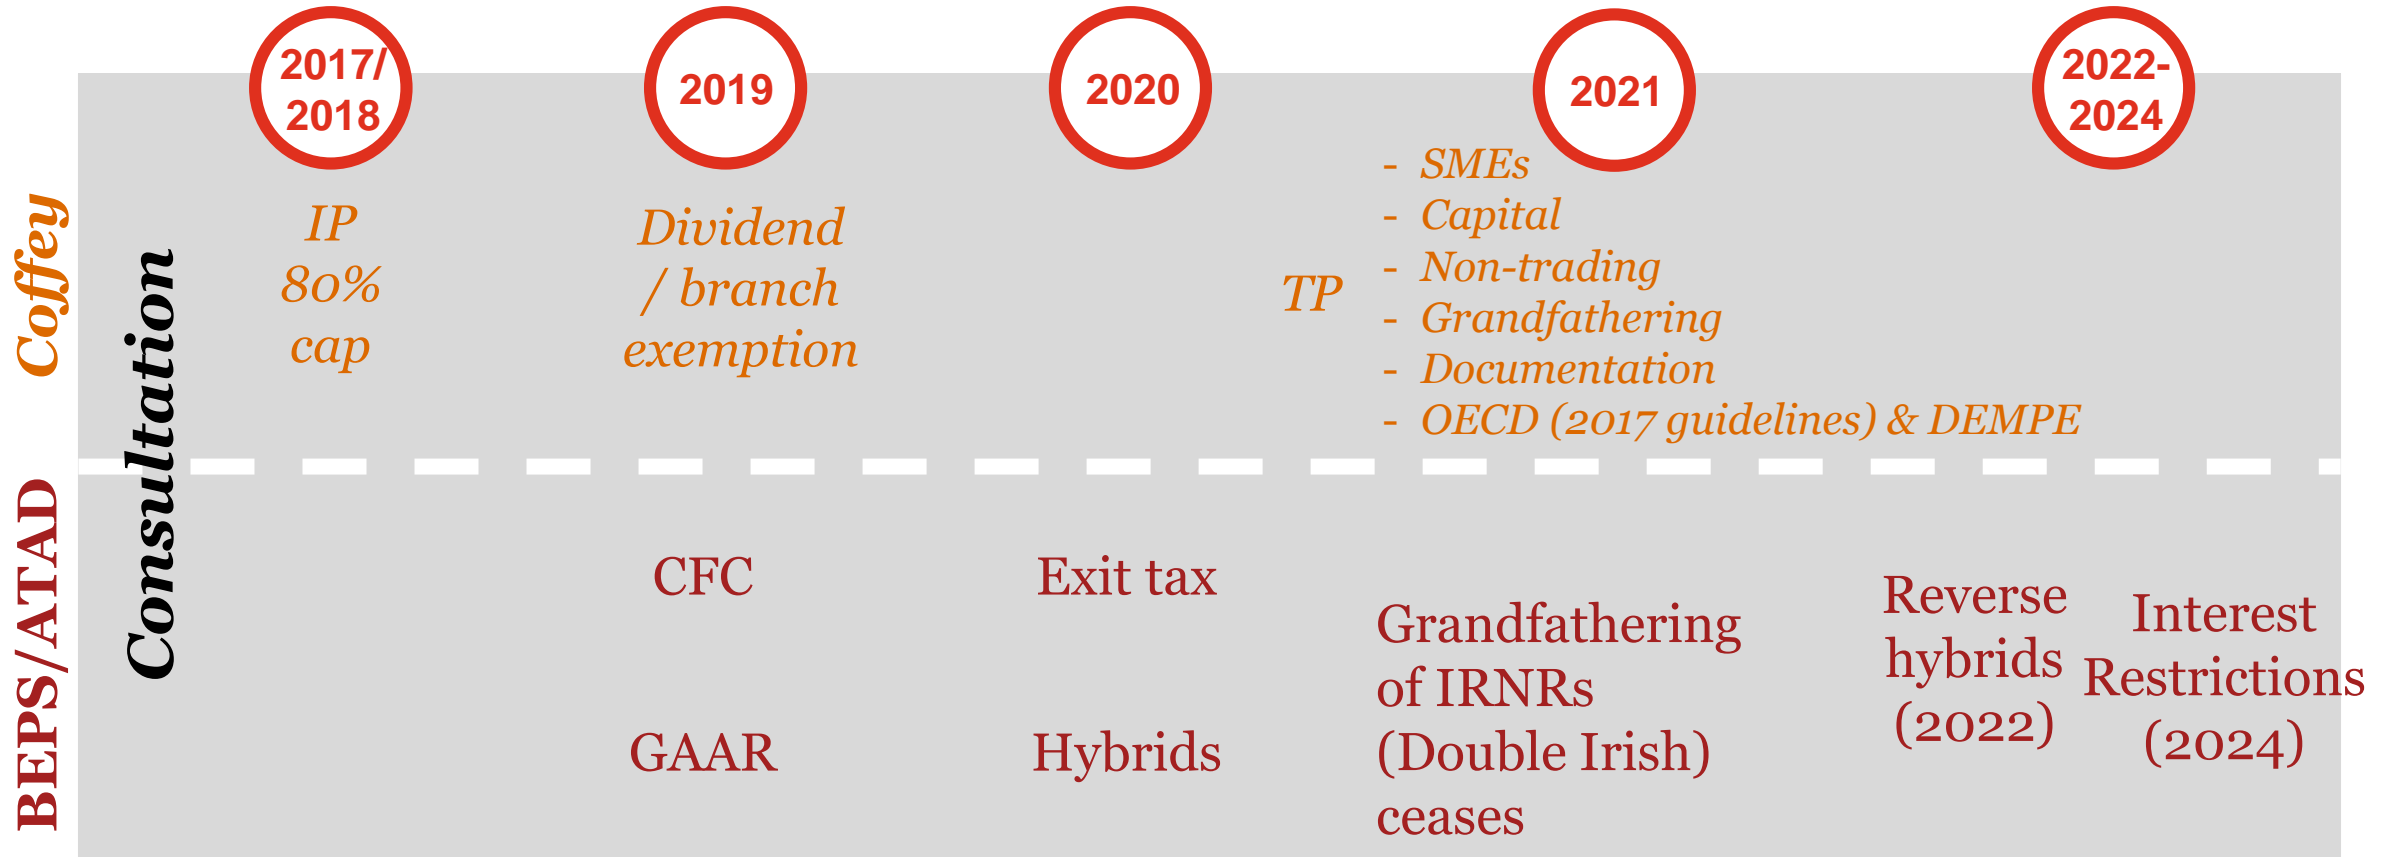 2017/
2018
2019
2020
2021
2022-
2024
Coffey
Consultation
IP
80%
cap
Dividend
/ branch
exemption
TP
- SMEs
- Capital
- Non-trading
- Grandfathering
- Documentation
- OECD (2017 guidelines) & DEMPE
BEPS/ATAD
CFC
GAAR
Exit tax
Hybrids
Grandfathering
of IRNRs
(Double Irish)
ceases
Reverse
hybrids
(2022)
Interest
Restrictions
(2024)